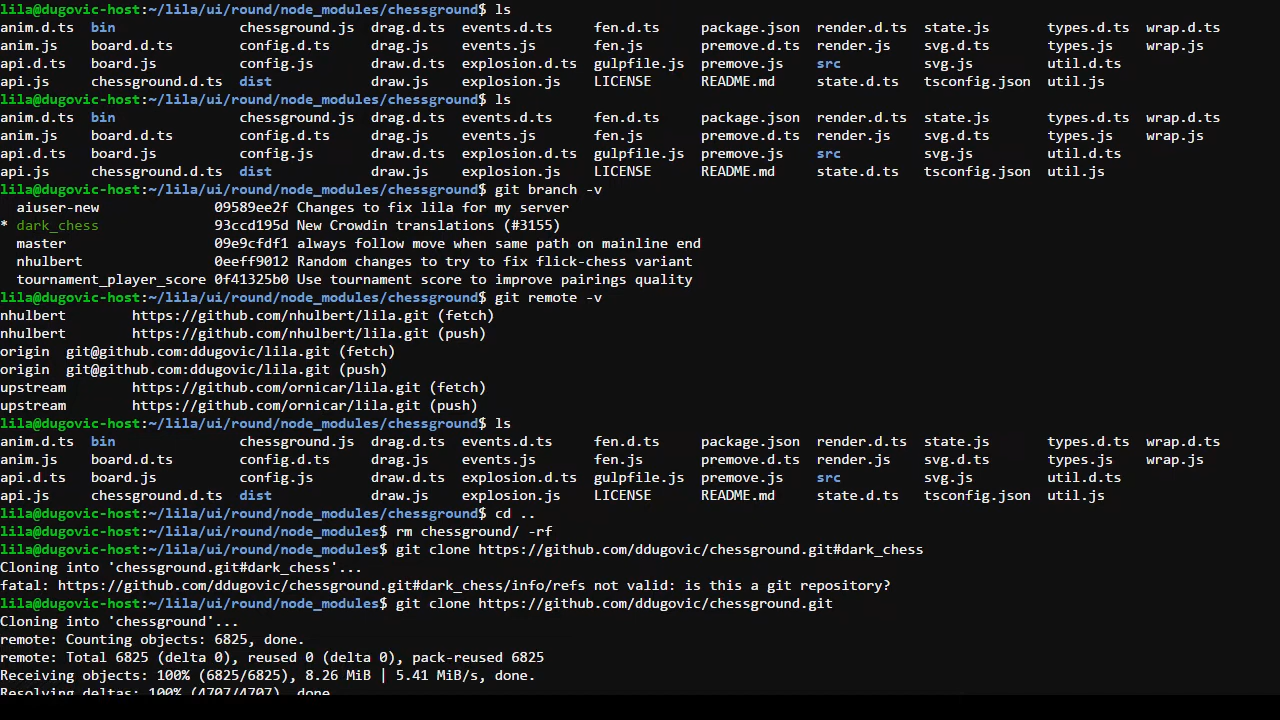 lila@dugovic-host:~/lila/ui/round/node_modules/chessground$ ls
anim.d.ts  bin               chessground.js  drag.d.ts  events.d.ts     fen.d.ts     package.json  render.d.ts  state.js       types.d.ts  wrap.d.ts
anim.js    board.d.ts        config.d.ts     drag.js    events.js       fen.js       premove.d.ts  render.js    svg.d.ts       types.js    wrap.js
api.d.ts   board.js          config.js       draw.d.ts  explosion.d.ts  gulpfile.js  premove.js    src          svg.js         util.d.ts
api.js     chessground.d.ts  dist            draw.js    explosion.js    LICENSE      README.md     state.d.ts   tsconfig.json  util.js
lila@dugovic-host:~/lila/ui/round/node_modules/chessground$ ls
anim.d.ts  bin               chessground.js  drag.d.ts  events.d.ts     fen.d.ts     package.json  render.d.ts  state.js       types.d.ts  wrap.d.ts
anim.js    board.d.ts        config.d.ts     drag.js    events.js       fen.js       premove.d.ts  render.js    svg.d.ts       types.js    wrap.js
api.d.ts   board.js          config.js       draw.d.ts  explosion.d.ts  gulpfile.js  premove.js    src          svg.js         util.d.ts
api.js     chessground.d.ts  dist            draw.js    explosion.js    LICENSE      README.md     state.d.ts   tsconfig.json  util.js
lila@dugovic-host:~/lila/ui/round/node_modules/chessground$ git branch -v
  aiuser-new              09589ee2f Changes to fix lila for my server
* dark_chess              93ccd195d New Crowdin translations (#3155)
  master                  09e9cfdf1 always follow move when same path on mainline end
  nhulbert                0eeff9012 Random changes to try to fix flick-chess variant
  tournament_player_score 0f41325b0 Use tournament score to improve pairings quality
lila@dugovic-host:~/lila/ui/round/node_modules/chessground$ git remote -v
nhulbert        https://github.com/nhulbert/lila.git (fetch)
nhulbert        https://github.com/nhulbert/lila.git (push)
origin  git@github.com:ddugovic/lila.git (fetch)
origin  git@github.com:ddugovic/lila.git (push)
upstream        https://github.com/ornicar/lila.git (fetch)
upstream        https://github.com/ornicar/lila.git (push)
lila@dugovic-host:~/lila/ui/round/node_modules/chessground$ ls
anim.d.ts  bin               chessground.js  drag.d.ts  events.d.ts     fen.d.ts     package.json  render.d.ts  state.js       types.d.ts  wrap.d.ts
anim.js    board.d.ts        config.d.ts     drag.js    events.js       fen.js       premove.d.ts  render.js    svg.d.ts       types.js    wrap.js
api.d.ts   board.js          config.js       draw.d.ts  explosion.d.ts  gulpfile.js  premove.js    src          svg.js         util.d.ts
api.js     chessground.d.ts  dist            draw.js    explosion.js    LICENSE      README.md     state.d.ts   tsconfig.json  util.js
lila@dugovic-host:~/lila/ui/round/node_modules/chessground$ cd ..
lila@dugovic-host:~/lila/ui/round/node_modules$ rm chessground/ -rf
lila@dugovic-host:~/lila/ui/round/node_modules$ git clone https://github.com/ddugovic/chessground.git#dark_chess
Cloning into 'chessground.git#dark_chess'...
fatal: https://github.com/ddugovic/chessground.git#dark_chess/info/refs not valid: is this a git repository?
lila@dugovic-host:~/lila/ui/round/node_modules$ git clone https://github.com/ddugovic/chessground.git
Cloning into 'chessground'...
remote: Counting objects: 6825, done.
remote: Total 6825 (delta 0), reused 0 (delta 0), pack-reused 6825
Receiving objects: 100% (6825/6825), 8.26 MiB | 5.41 MiB/s, done.
Resolving deltas: 100% (4707/4707), done.